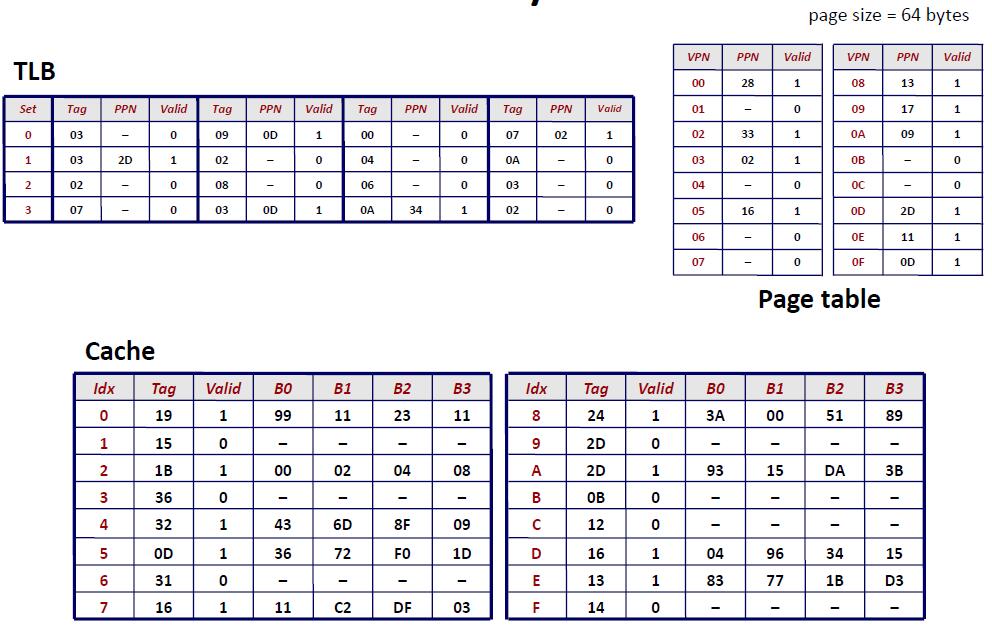 page size = 64 bytes
TLB
Set Tag PPN Valid Tag PPN Valid Tag PPN Valid Tag PPN Valid
0 03 – 0 09 0D 1 00 – 0 07 02 1
1 03 2D 1 02 – 0 04 – 0 0A – 0
2 02 – 0 08 – 0 06 – 0 03 – 0
3 07 – 0 03 0D 1 0A 34 1 02 – 0
VPN PPN Valid VPN PPN Valid
00 28 1 08 13 1
01 – 0 09 17 1
02 33 1 0A 09 1
03 02 1 0B – 0
04 – 0 0C – 0
05 16 1 0D 2D 1
06 – 0 0E 11 1
07 – 0 0F 0D 1
Page table
Cache
Idx Tag Valid B0 B1 B2 B3 Idx Tag Valid B0 B1 B2 B3
0 19 1 99 11 23 11 8 24 1 3A 00 51 89
1 15 0 – – – – 9 2D 0 – – – –
2 1B 1 00 02 04 08 A 2D 1 93 15 DA 3B
3 36 0 – – – – B 0B 0 – – – –
4 32 1 43 6D 8F 09 C 12 0 – – – –
5 0D 1 36 72 F0 1D D 16 1 04 96 34 15
6 31 0 – – – – E 13 1 83 77 1B D3
7 16 1 11 C2 DF 03 F 14 0 – – – –